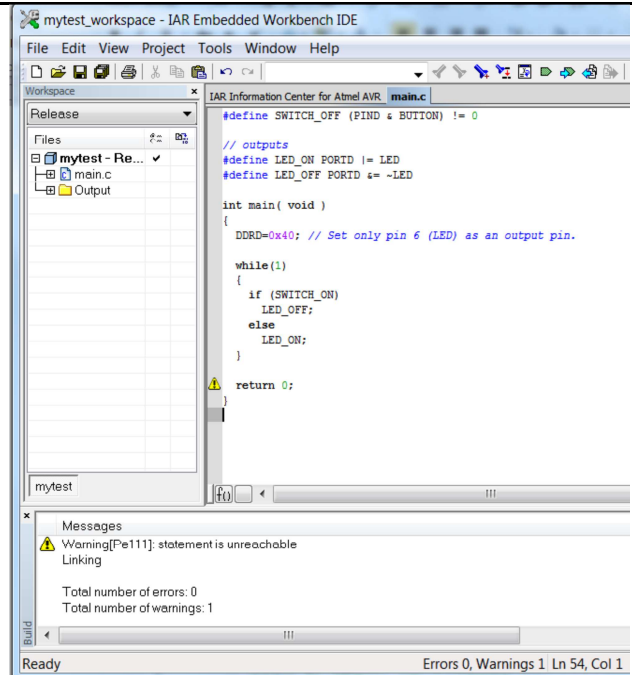 mytest_workspace - IAR Embedded Workbench IDE
File Edit View Project Tools Window Help
Workspace
IAR Information Center for Atmel AVR main.c
Release
Files
mytest - Re...
main.c
Output
mytest
#define SWITCH_OFF (PIND & BUTTON) != 0
// outputs
#define LED_ON PORTD |= LED
#define LED_OFF PORTD &= ~LED
int main( void )
{
DDRD=0x40; // Set only pin 6 (LED) as an output pin.
while(1)
{
if (SWITCH_ON)
LED_OFF;
else
LED_ON;
}
return 0;
}
f()
Messages
Warning[Pe111]: statement is unreachable
Linking
Total number of errors: 0
Total number of warnings: 1
Build
Ready
Errors 0, Warnings 1 Ln 54, Col 1